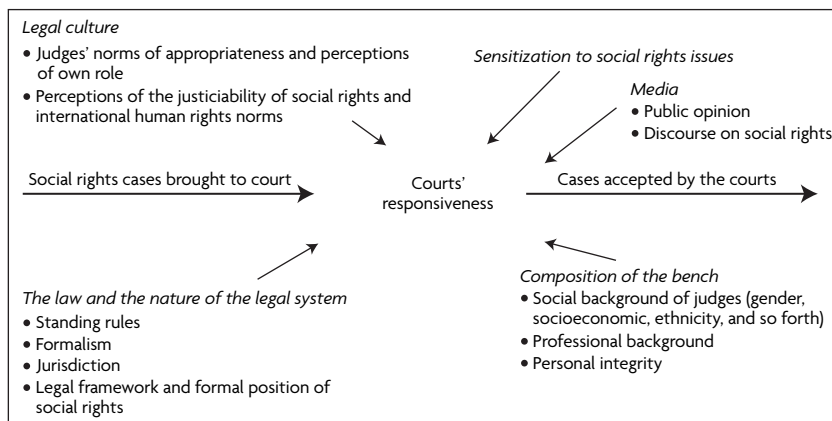 Legal culture
• Judges' norms of appropriateness and perceptions
of own role
• Perceptions of the justiciability of social rights and
international human rights norms
Sensitization to social rights issues
Media
• Public opinion
• Discourse on social rights
Social rights cases brought to court
Courts'
responsiveness
Cases accepted by the courts
The law and the nature of the legal system
• Standing rules
• Formalism
• Jurisdiction
• Legal framework and formal position of
social rights
Composition of the bench
• Social background of judges (gender,
socioeconomic, ethnicity, and so forth)
• Professional background
• Personal integrity